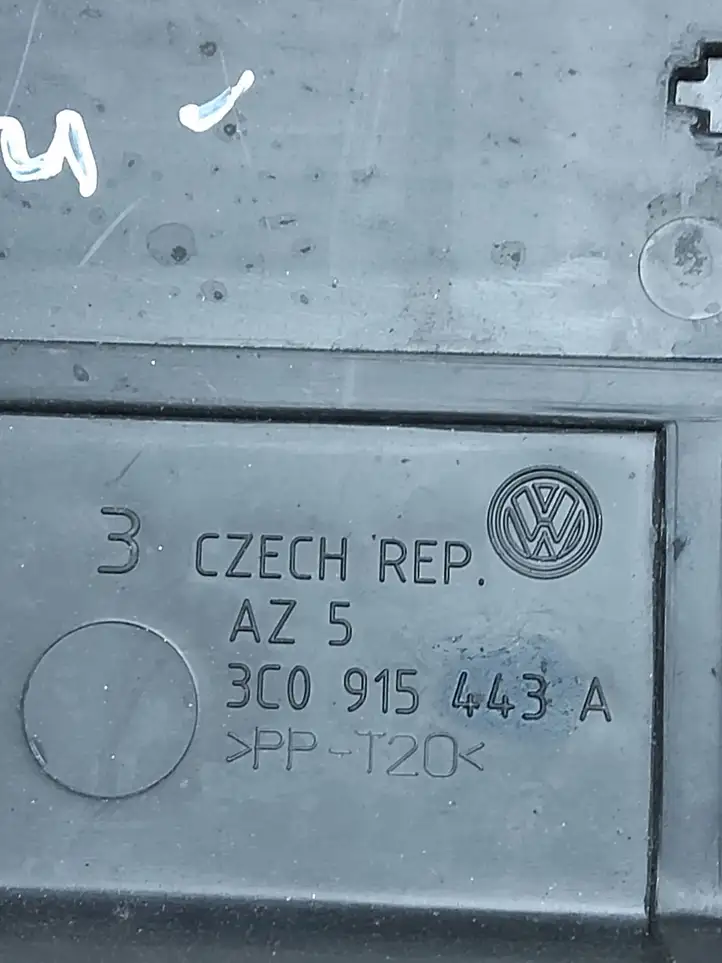 3 CZECH REP.
AZ 5
3C0 915 443 A
>PP-T20<